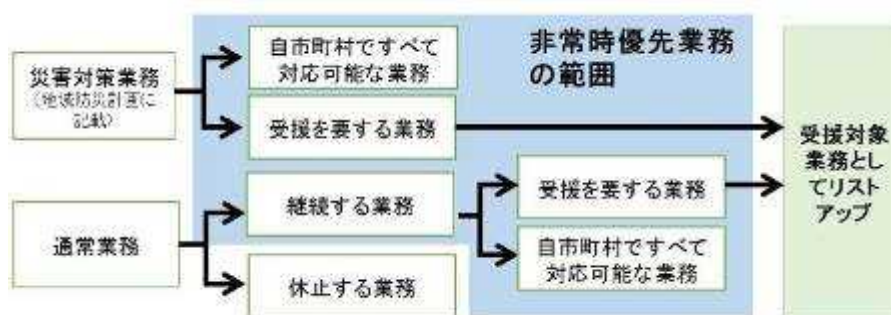 災害対策業務
（地域防災計画に
記載）
自市町村ですべて
対応可能な業務
受援を要する業務
非常時優先業務
の範囲
通常業務
継続する業務
休止する業務
受援を要する業務
自市町村ですべて
対応可能な業務
受援対象
業務とし
てリスト
アップ